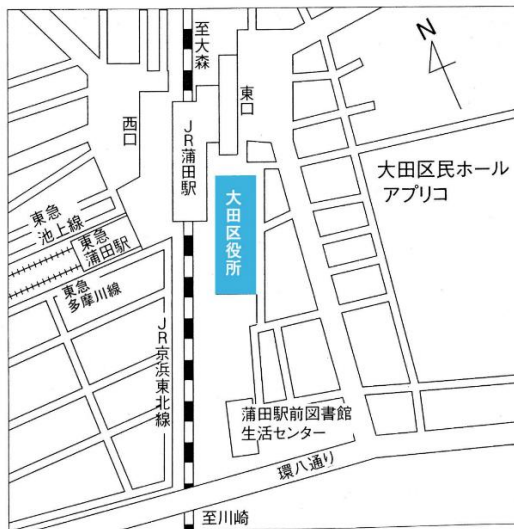 至大森
N
東口
西口
JR蒲田駅
大田区民ホール
アプリコ
大田区役所
東急
池上線
東急
蒲田駅
東急
多摩川線
JR京浜東北線
蒲田駅前図書館
生活センター
環八通り
至川崎